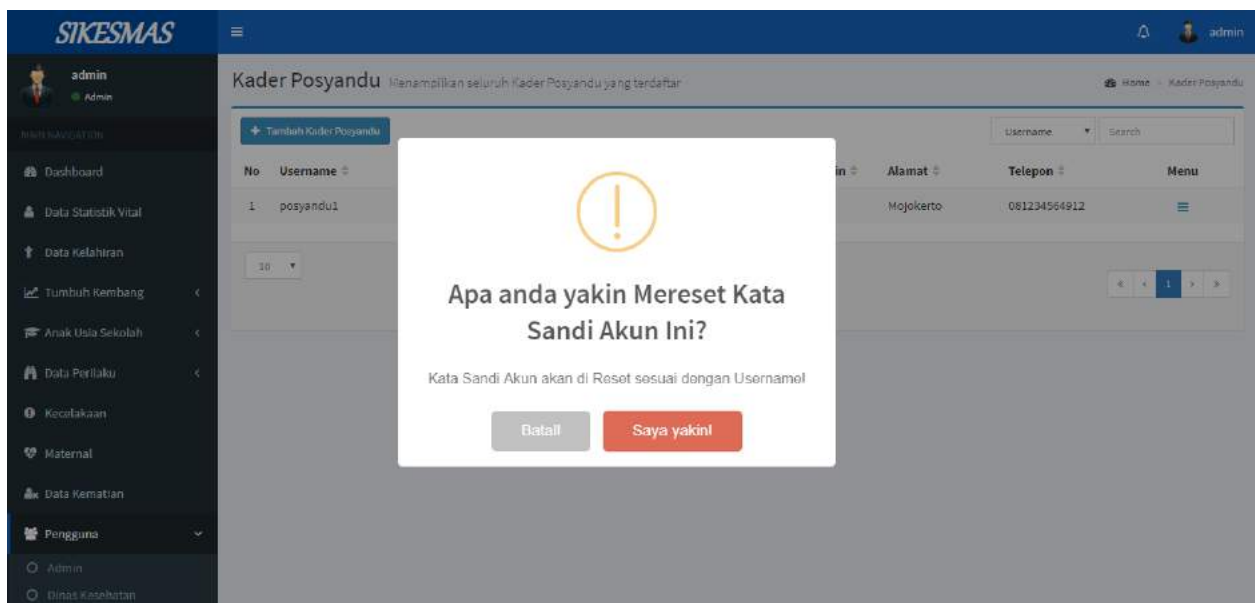 SIKESMAS
admin
admin
Admin
Kader Posyandu Menampilkan seluruh Kader Posyandu yang terdaftar
Home Kader Posyandu
MAIN NAVIGATION
Tambah Kader Posyandu
Username
Search
No Username in Alamat Telepon Menu
1 posyandu1 Mojokerto 081234564912
10
« ‹ 1 › »
Dashboard
Data Statistik Vital
Data Kelahiran
Tumbuh Kembang
Anak Usia Sekolah
Data Perilaku
Kecelakaan
Maternal
Data Kematian
Pengguna
Admin
Dinas Kesehatan
Apa anda yakin Mereset Kata
Sandi Akun Ini?
Kata Sandi Akun akan di Reset sesuai dengan Username!
Batal!
Saya yakin!